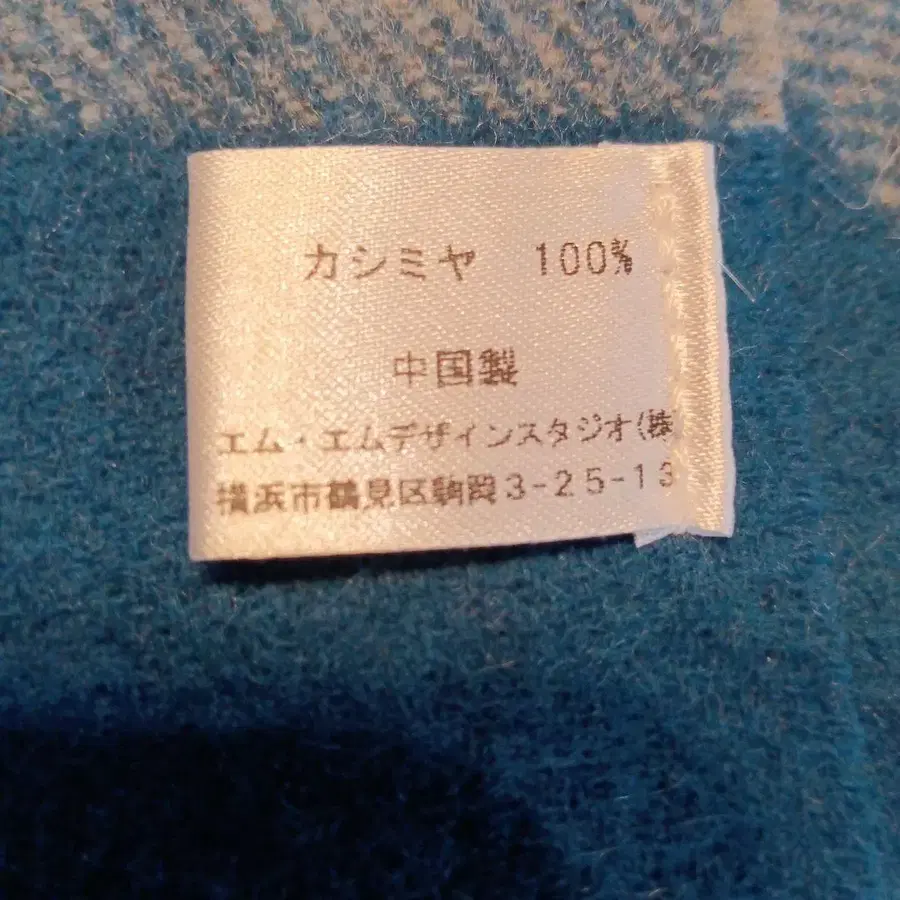 カシミヤ 100%
中国製
エム・エムデザインスタジオ(株
横浜市鶴見区駒岡3-25-13